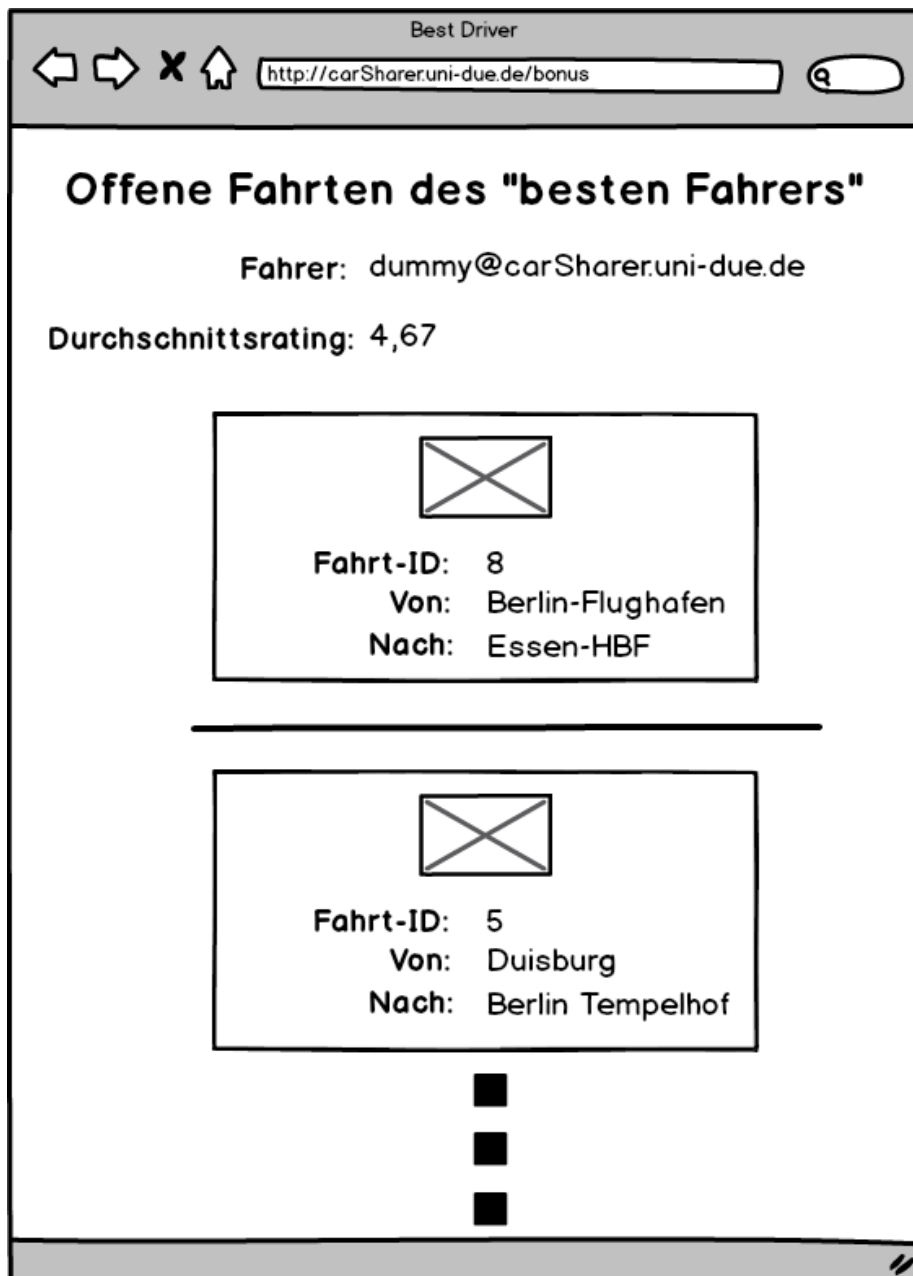 Best Driver
http://carSharer.uni-due.de/bonus
Offene Fahrten des "besten Fahrers"
Fahrer: dummy@carSharer.uni-due.de
Durchschnittsrating: 4,67
Fahrt-ID: 8
Von: Berlin-Flughafen
Nach: Essen-HBF
Fahrt-ID: 5
Von: Duisburg
Nach: Berlin Tempelhof